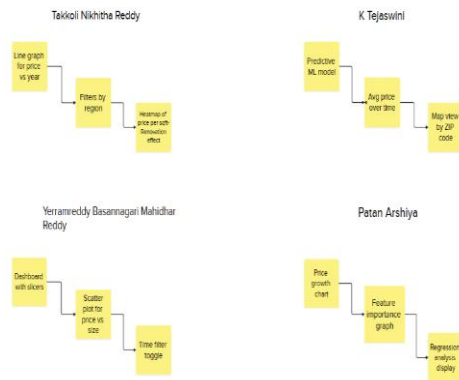 Takkoli Nikhitha Reddy
Line graph
for price
vs year
Filters by
region
Heatmap of
price per sqft-
Renovation
effect
K Tejaswini
Predictive
ML model
Avg price
over time
Map view
by ZIP
code
Yerramreddy Basannagari Mahidhar
Reddy
Dashboard
with slicers
Scatter
plot for
price vs
size
Time filter
toggle
Patan Arshiya
Price
growth
chart
Feature
importance
graph
Regression
analysis
display